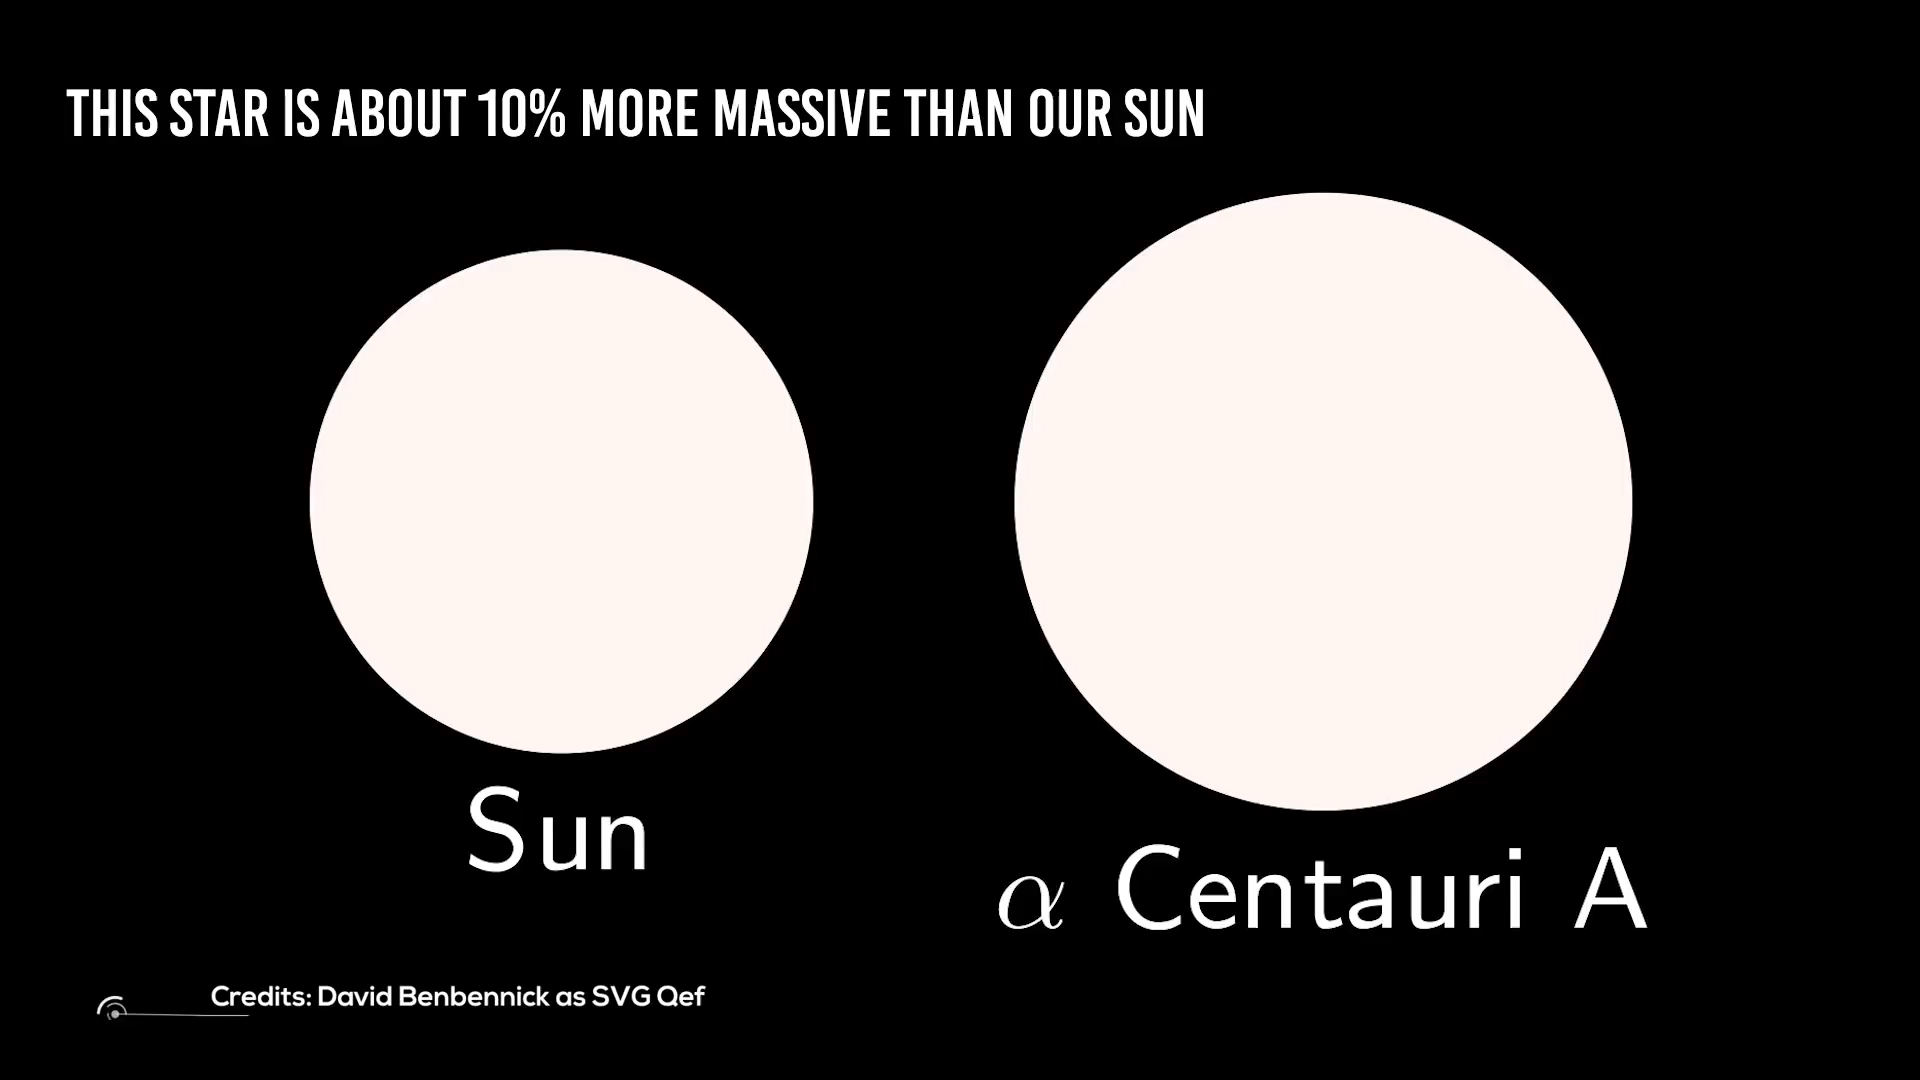 THIS STAR IS ABOUT 10% MORE MASSIVE THAN OUR SUN
Sun
α Centauri A
Credits: David Benbennick as SVG Qef